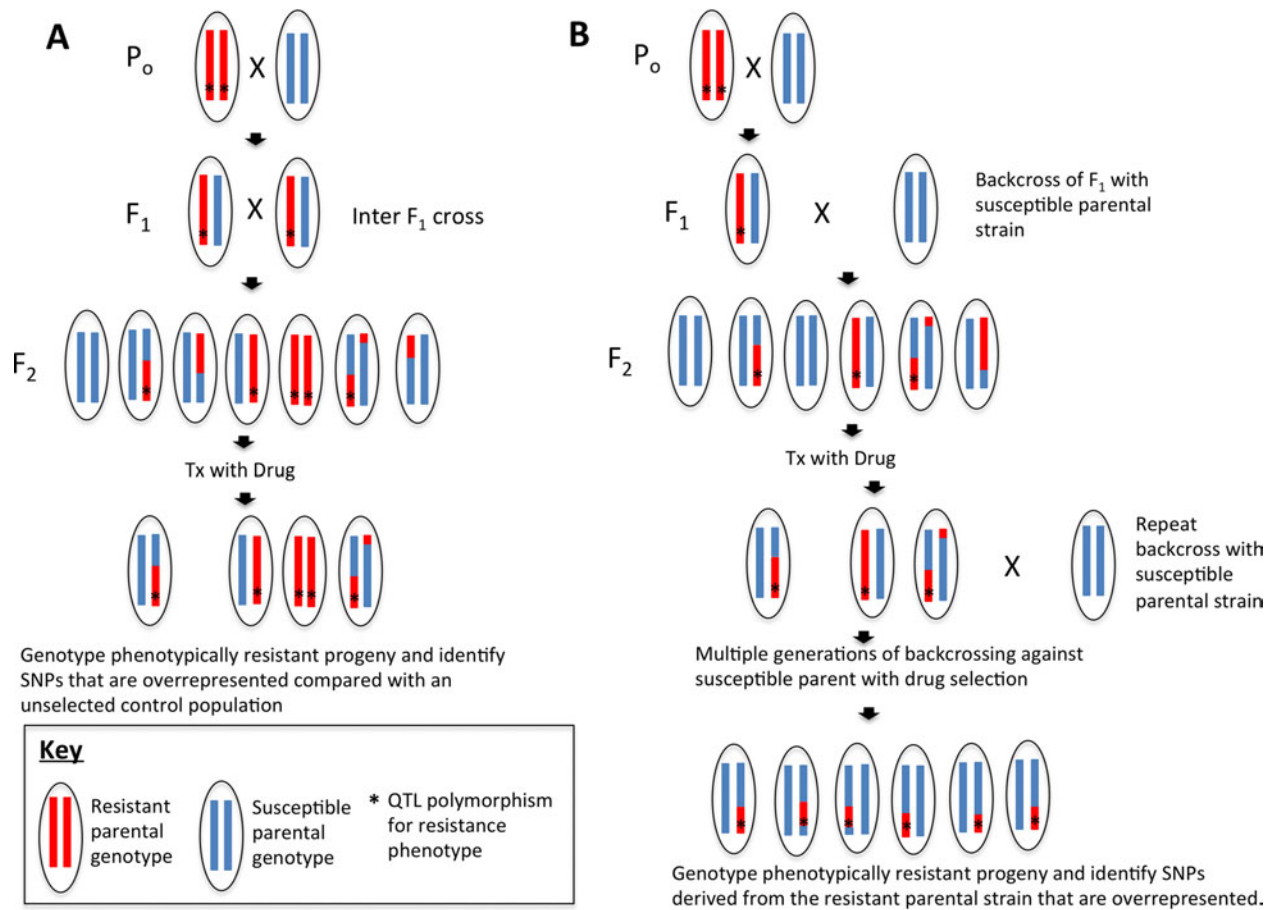 A
P₀
X
F₁
X
Inter F₁ cross
F₂
Tx with Drug
Genotype phenotypically resistant progeny and identify
SNPs that are overrepresented compared with an
unselected control population
Key
Resistant
parental
genotype
Susceptible
parental
genotype
* QTL polymorphism
for resistance
phenotype
B
P₀
X
F₁
X
Backcross of F₁ with
susceptible parental
strain
F₂
Tx with Drug
X
Repeat
backcross with
susceptible
parental strain
Multiple generations of backcrossing against
susceptible parent with drug selection
Genotype phenotypically resistant progeny and identify SNPs
derived from the resistant parental strain that are overrepresented.